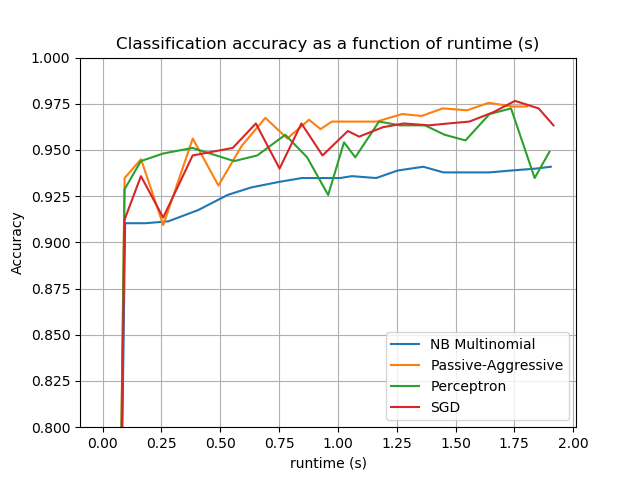 Classification accuracy as a function of runtime (s)
1.000
0.975
0.950
0.925
0.900
0.875
0.850
0.825
0.800
Accuracy
NB Multinomial
Passive-Aggressive
Perceptron
SGD
0.00 0.25 0.50 0.75 1.00 1.25 1.50 1.75 2.00
runtime (s)